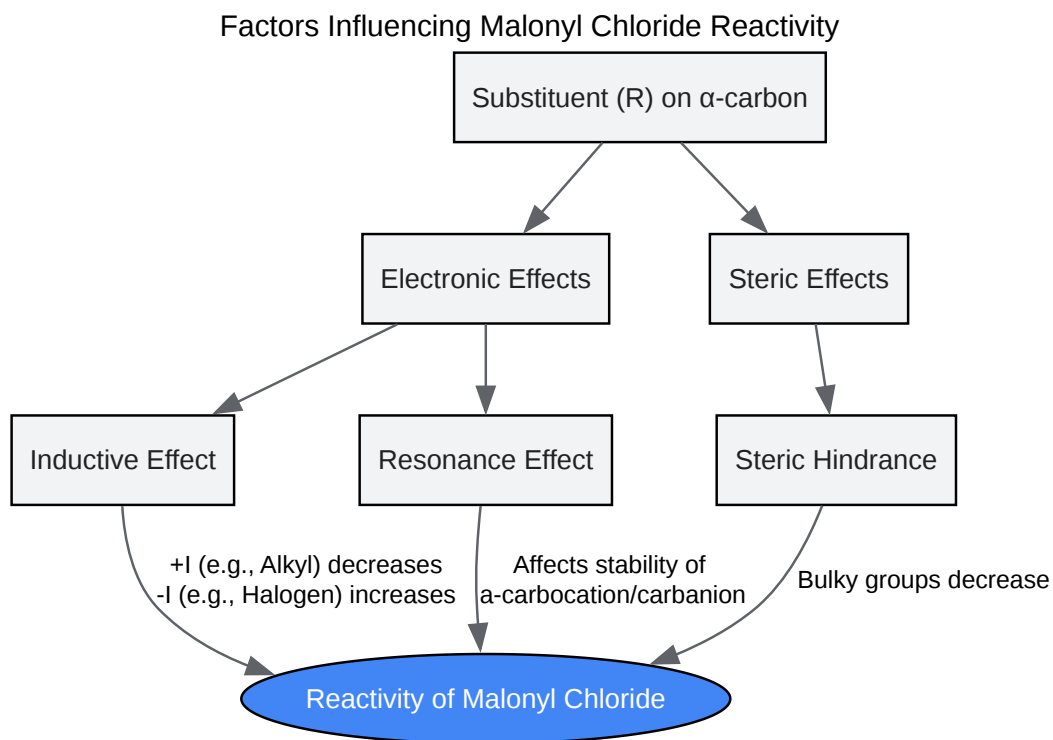 Factors Influencing Malonyl Chloride Reactivity
Substituent (R) on α-carbon
Electronic Effects
Steric Effects
Inductive Effect
Resonance Effect
Steric Hindrance
+I (e.g., Alkyl) decreases
-I (e.g., Halogen) increases
Affects stability of
a-carbocation/carbanion
Bulky groups decrease
Reactivity of Malonyl Chloride